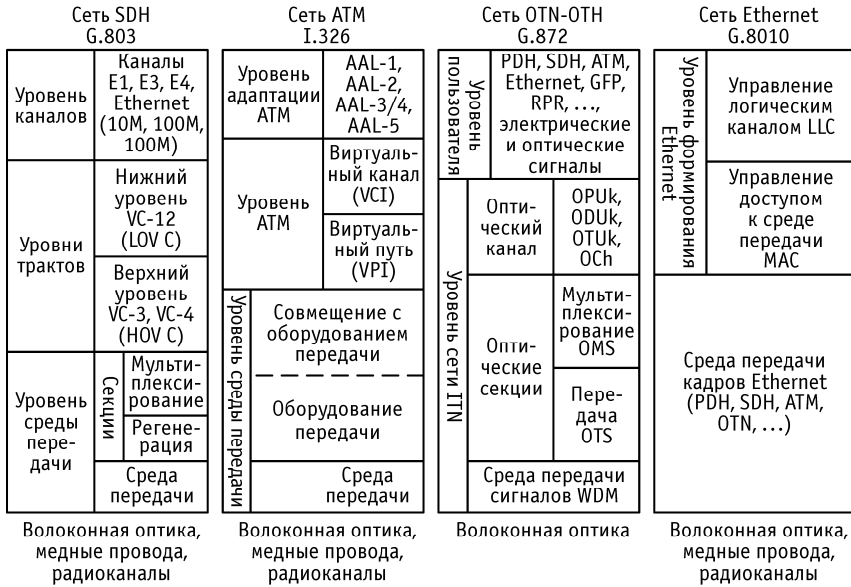 Сеть SDH
G.803
Уровень
каналов
Каналы
E1, E3, E4,
Ethernet
(10M, 100M,
100M)
Уровни
трактов
Нижний
уровень
VC-12
(LOV C)
Верхний
уровень
VC-3, VC-4
(HOV C)
Уровень
среды
пере-
дачи
Секции
Мульти-
плекси-
рование
Регене-
рация
Среда
передачи
Волоконная оптика,
медные провода,
радиоканалы
Сеть ATM
I.326
Уровень
адаптации
ATM
AAL-1,
AAL-2,
AAL-3/4,
AAL-5
Уровень
ATM
Виртуаль-
ный канал
(VCI)
Виртуаль-
ный путь
(VPI)
Уровень среды передачи
Совмещение с
оборудованием
передачи
Оборудование
передачи
Среда
передачи
Волоконная оптика,
медные провода,
радиоканалы
Сеть OTN-OTH
G.872
Уровень
пользователя
PDH, SDH, ATM,
Ethernet, GFP,
RPR, ...,
электрические
и оптические
сигналы
Уровень сети ITN
Опти-
ческий
канал
OPUk,
ODUk,
OTUk,
OCh
Опти-
ческие
секции
Мульти-
плекси-
рование
OMS
Пере-
дача
OTS
Среда передачи
сигналов WDM
Волоконная оптика
Сеть Ethernet
G.8010
Уровень формирования
Ethernet
Управление
логическим
каналом LLC
Управление
доступом
к среде
передачи
MAC
Среда передачи
кадров Ethernet
(PDH, SDH, ATM,
OTN, ...)
Волоконная оптика,
медные провода,
радиоканалы